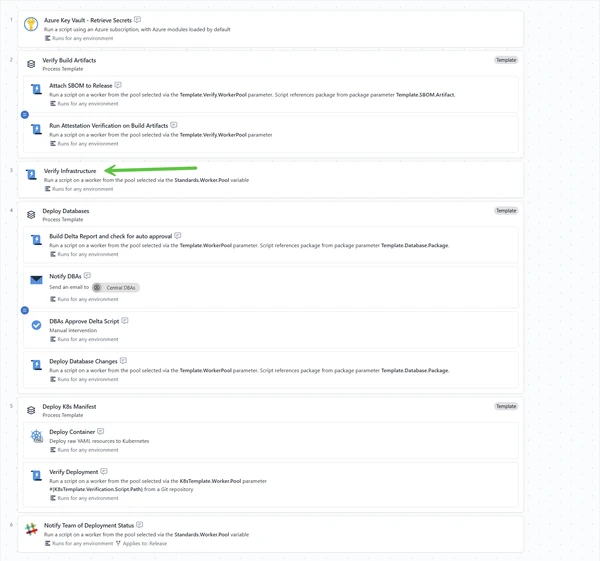 1
Azure Key Vault - Retrieve Secrets
Run a script using an Azure subscription, with Azure modules loaded by default
Runs for any environment
2
Verify Build Artifacts
Template
Process Template
Attach SBOM to Release
Run a script on a worker from the pool selected via the Template.Verify.WorkerPool parameter. Script references package from package parameter Template.SBOM.Artifact.
Runs for any environment
Run Attestation Verification on Build Artifacts
Run a script on a worker from the pool selected via the Template.Verify.WorkerPool parameter
Runs for any environment
3
Verify Infrastructure
Run a script on a worker from the pool selected via the Standards.Worker.Pool variable
Runs for any environment
4
Deploy Databases
Template
Process Template
Build Delta Report and check for auto approval
Run a script on a worker from the pool selected via the Template.WorkerPool parameter. Script references package from package parameter Template.Database.Package.
Runs for any environment
Notify DBAs
Send an email to Central DBAs
Runs for any environment
DBAs Approve Delta Script
Manual intervention
Runs for any environment
Deploy Database Changes
Run a script on a worker from the pool selected via the Template.WorkerPool parameter. Script references package from package parameter Template.Database.Package.
Runs for any environment
5
Deploy K8s Manifest
Template
Process Template
Deploy Container
Deploy raw YAML resources to Kubernetes
Runs for any environment
Verify Deployment
Run a script on a worker from the pool selected via the K8sTemplate.Worker.Pool parameter
#{K8sTemplate.Verification.Script.Path} from a Git repository
Runs for any environment
6
Notify Team of Deployment Status
Run a script on a worker from the pool selected via the Standards.Worker.Pool variable
Runs for any environment Applies to: Release